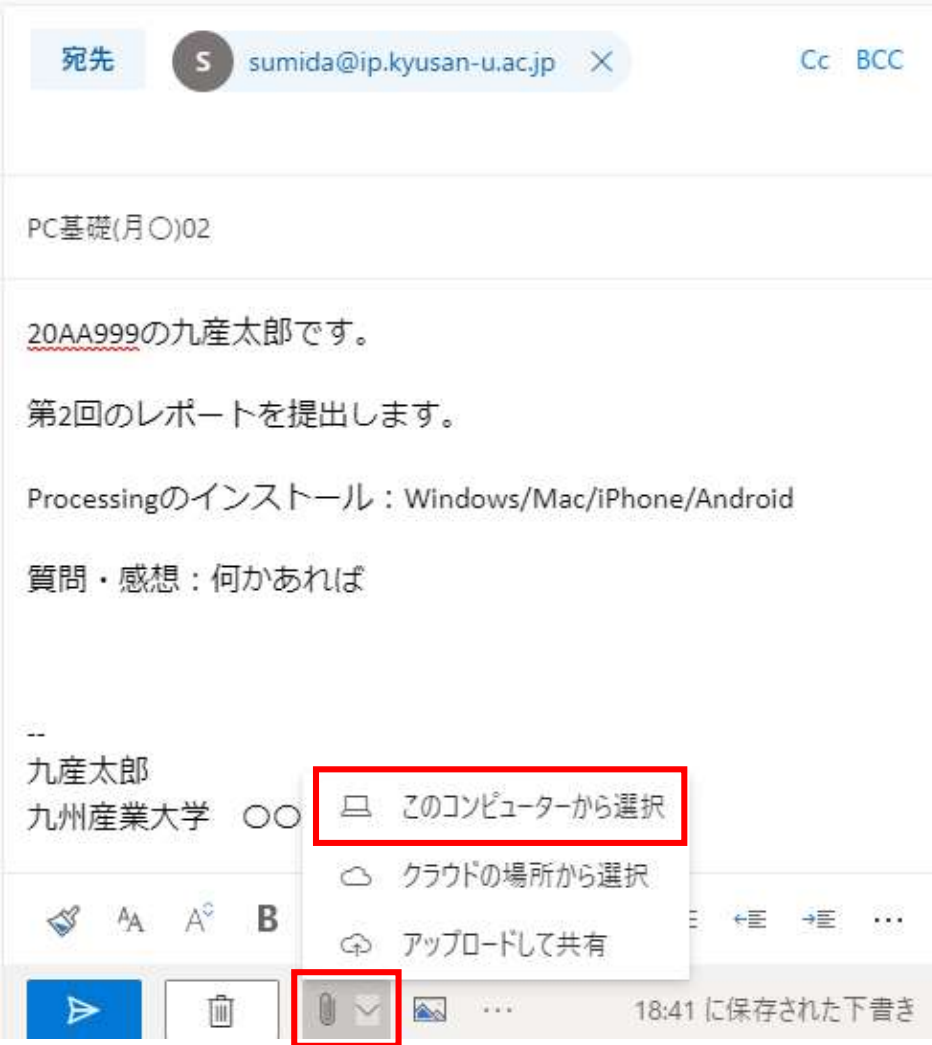 宛先 S sumida@ip.kyusan-u.ac.jp Cc BCC
PC基礎(月〇)02
20AA999の九産太郎です。
第2回のレポートを提出します。
Processingのインストール：Windows/Mac/iPhone/Android
質問・感想：何かあれば
--
九産太郎
九州産業大学　〇〇
このコンピューターから選択
クラウドの場所から選択
アップロードして共有
AA A B
18:41 に保存された下書き